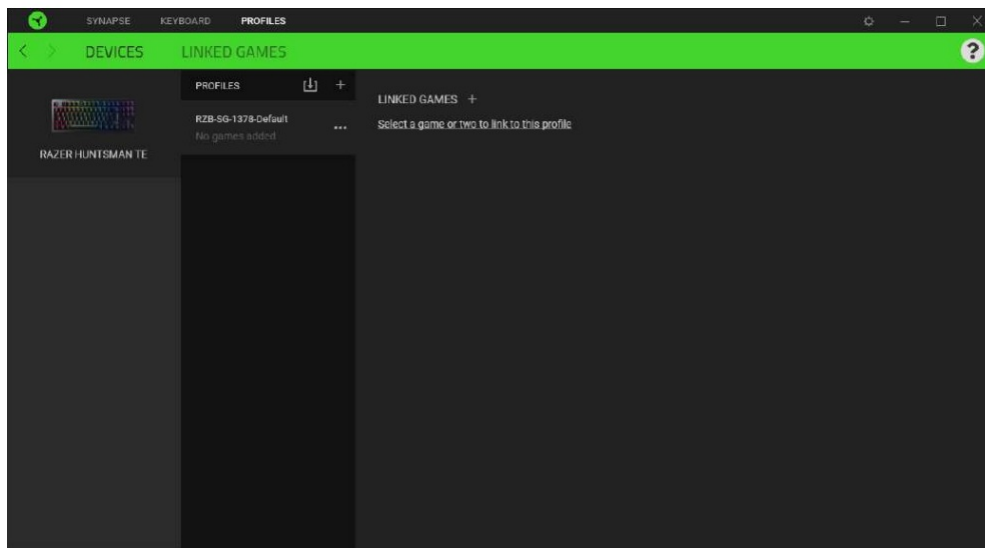 SYNAPSE KEYBOARD PROFILES
DEVICES LINKED GAMES
?
RAZER HUNTSMAN TE
PROFILES +
RZB-SG-1378-Default ...
No games added
LINKED GAMES +
Select a game or two to link to this profile